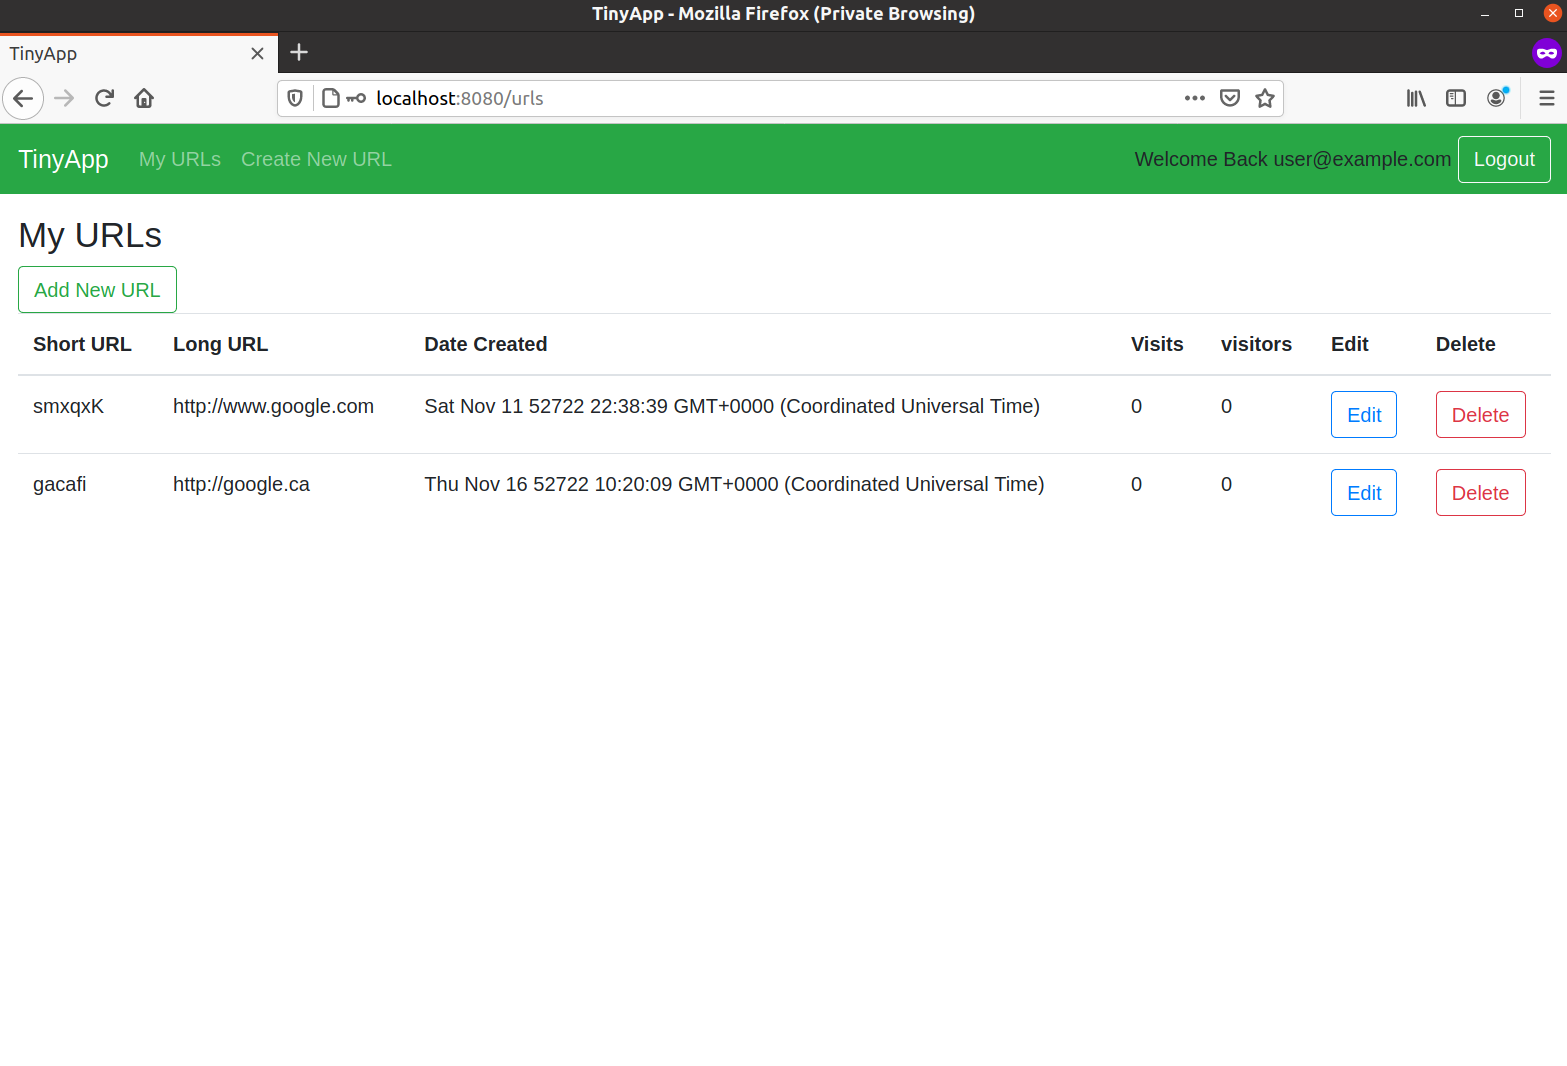 TinyApp - Mozilla Firefox (Private Browsing)
TinyApp
localhost:8080/urls
TinyApp My URLs Create New URL Welcome Back user@example.com Logout
My URLs
Add New URL
Short URL Long URL Date Created Visits visitors Edit Delete
smxqxK http://www.google.com Sat Nov 11 52722 22:38:39 GMT+0000 (Coordinated Universal Time) 0 0 Edit Delete
gacafi http://google.ca Thu Nov 16 52722 10:20:09 GMT+0000 (Coordinated Universal Time) 0 0 Edit Delete